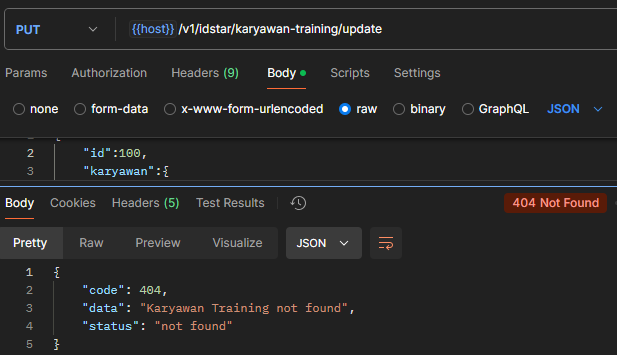 PUT {{host}} /v1/idstar/karyawan-training/update
Params Authorization Headers (9) Body Scripts Settings
none form-data x-www-form-urlencoded raw binary GraphQL JSON
{
2 "id":100,
3 "karyawan":{
Body Cookies Headers (5) Test Results 404 Not Found
Pretty Raw Preview Visualize JSON
1 {
2 "code": 404,
3 "data": "Karyawan Training not found",
4 "status": "not found"
5 }